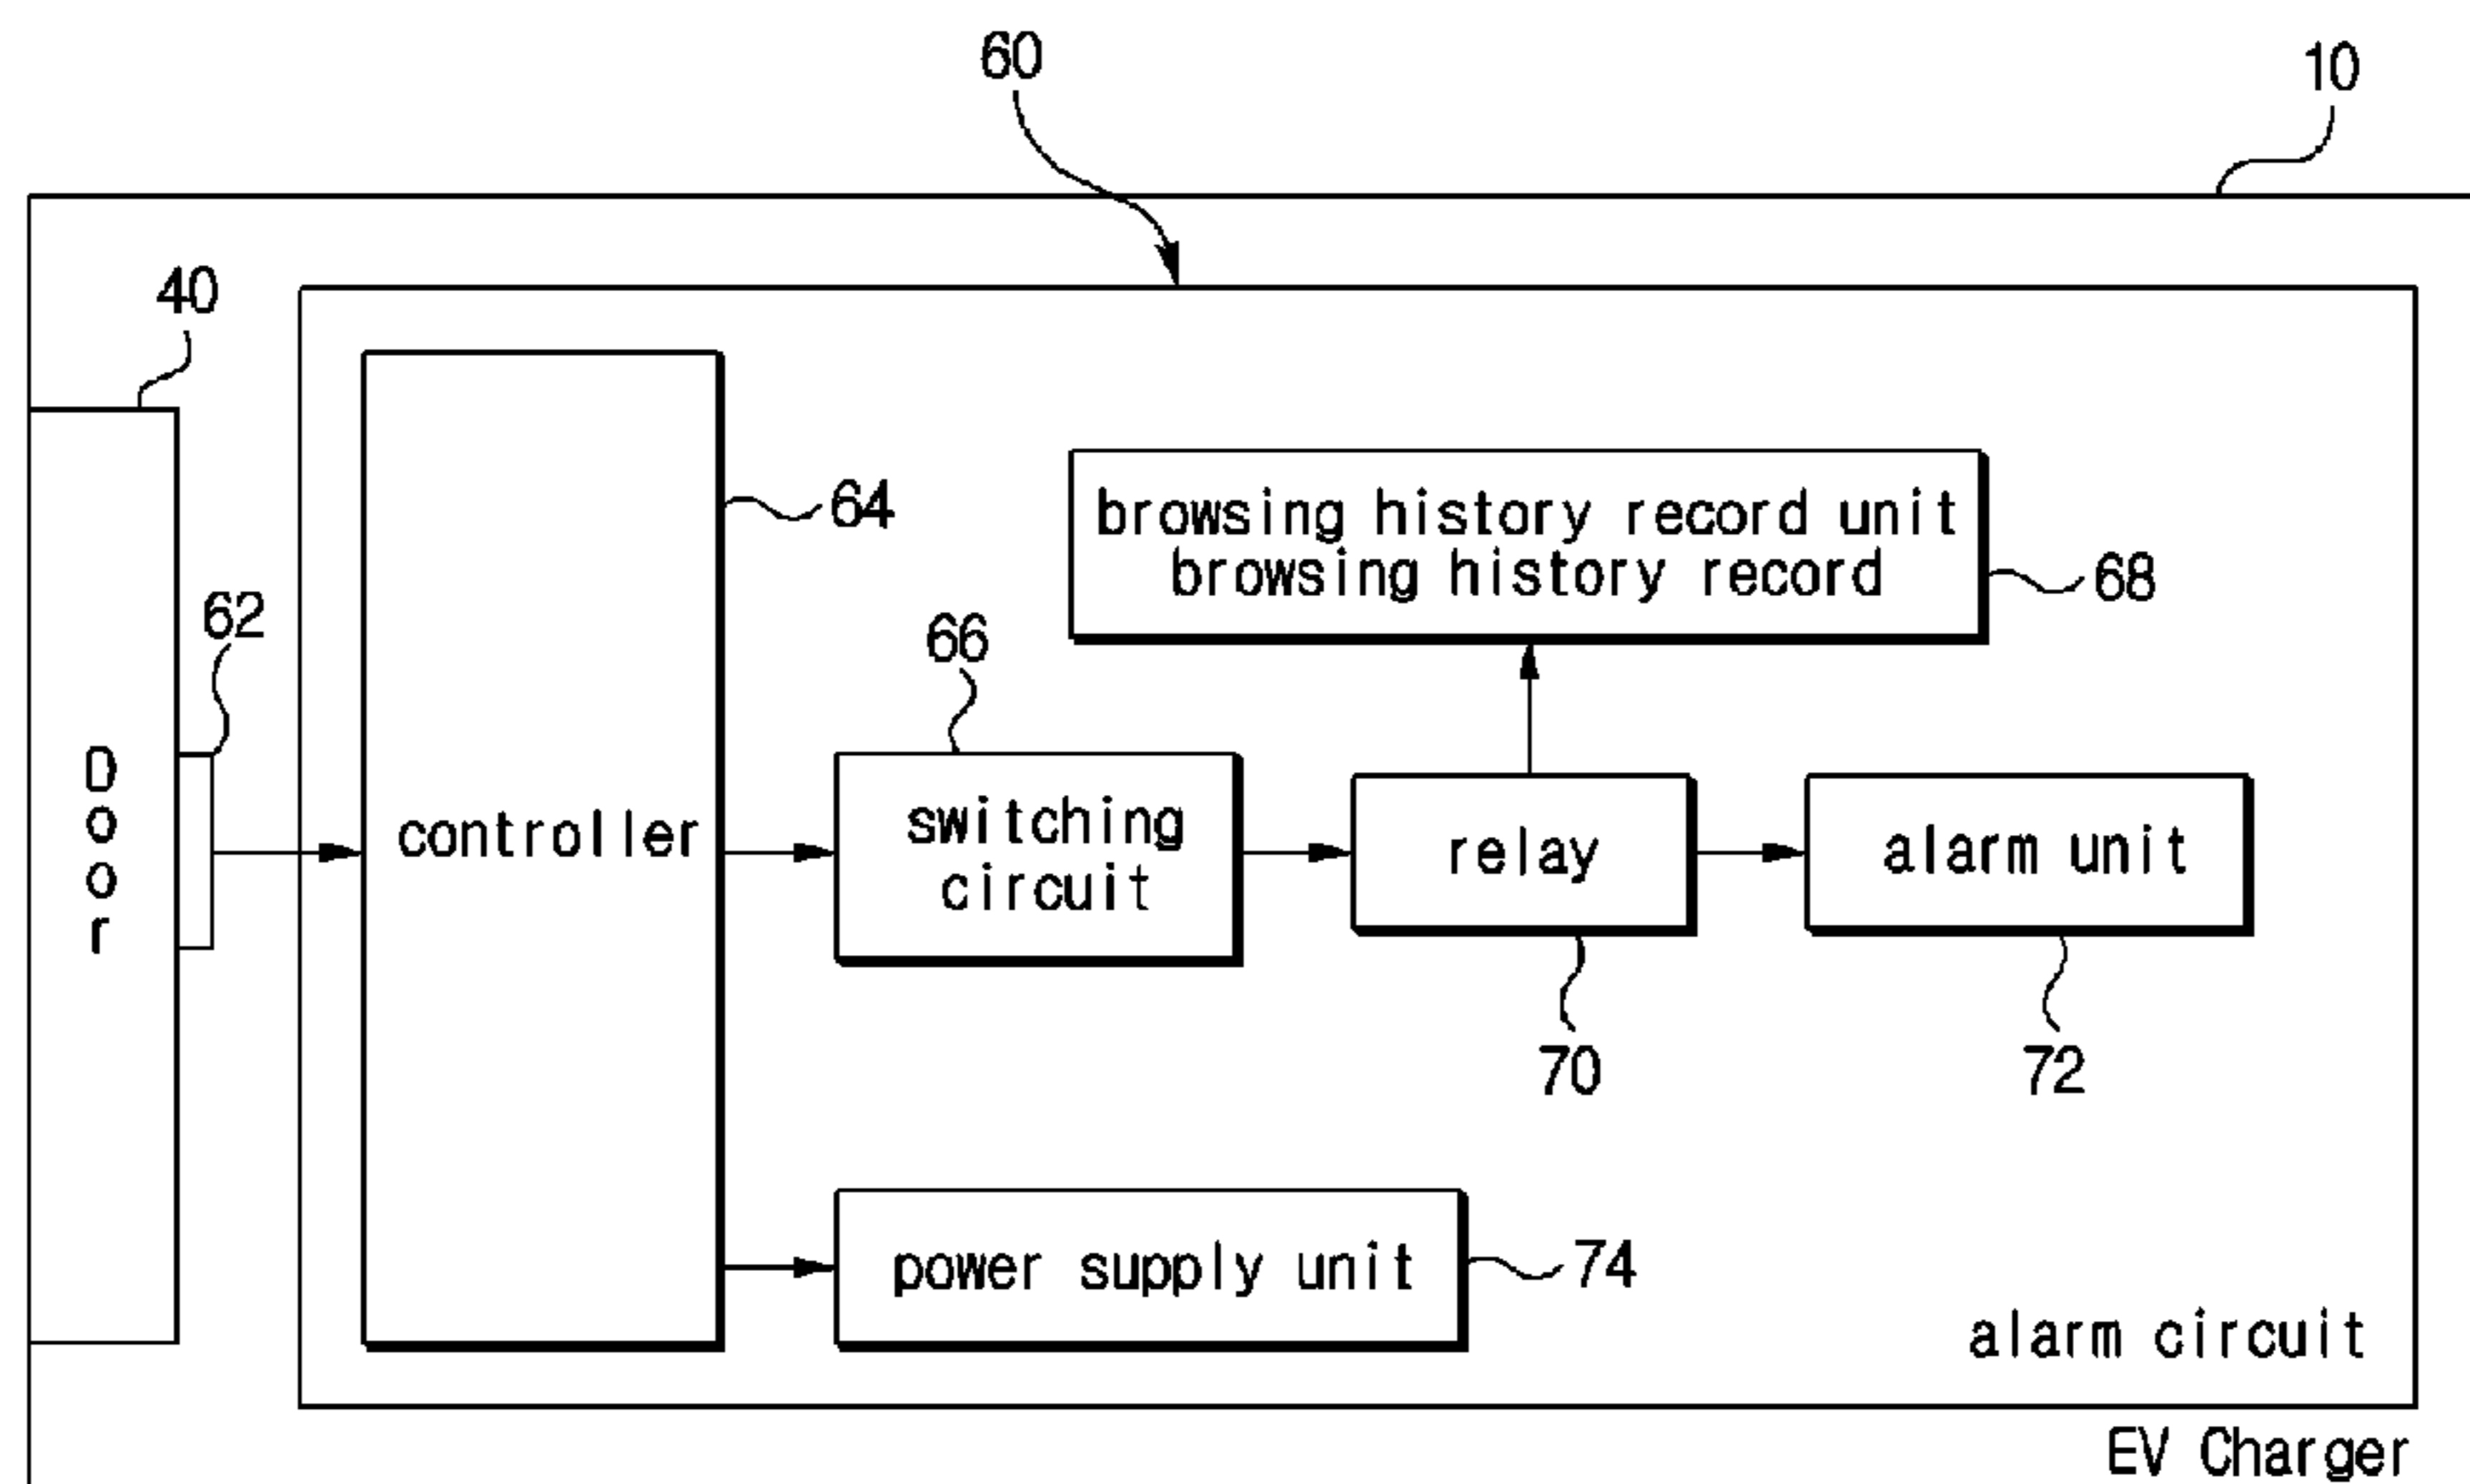 60
10
40
64
browsing history record unit
browsing history record
68
62
66
Door
controller
switching
circuit
relay
alarm unit
70
72
power supply unit
74
alarm circuit
EV Charger